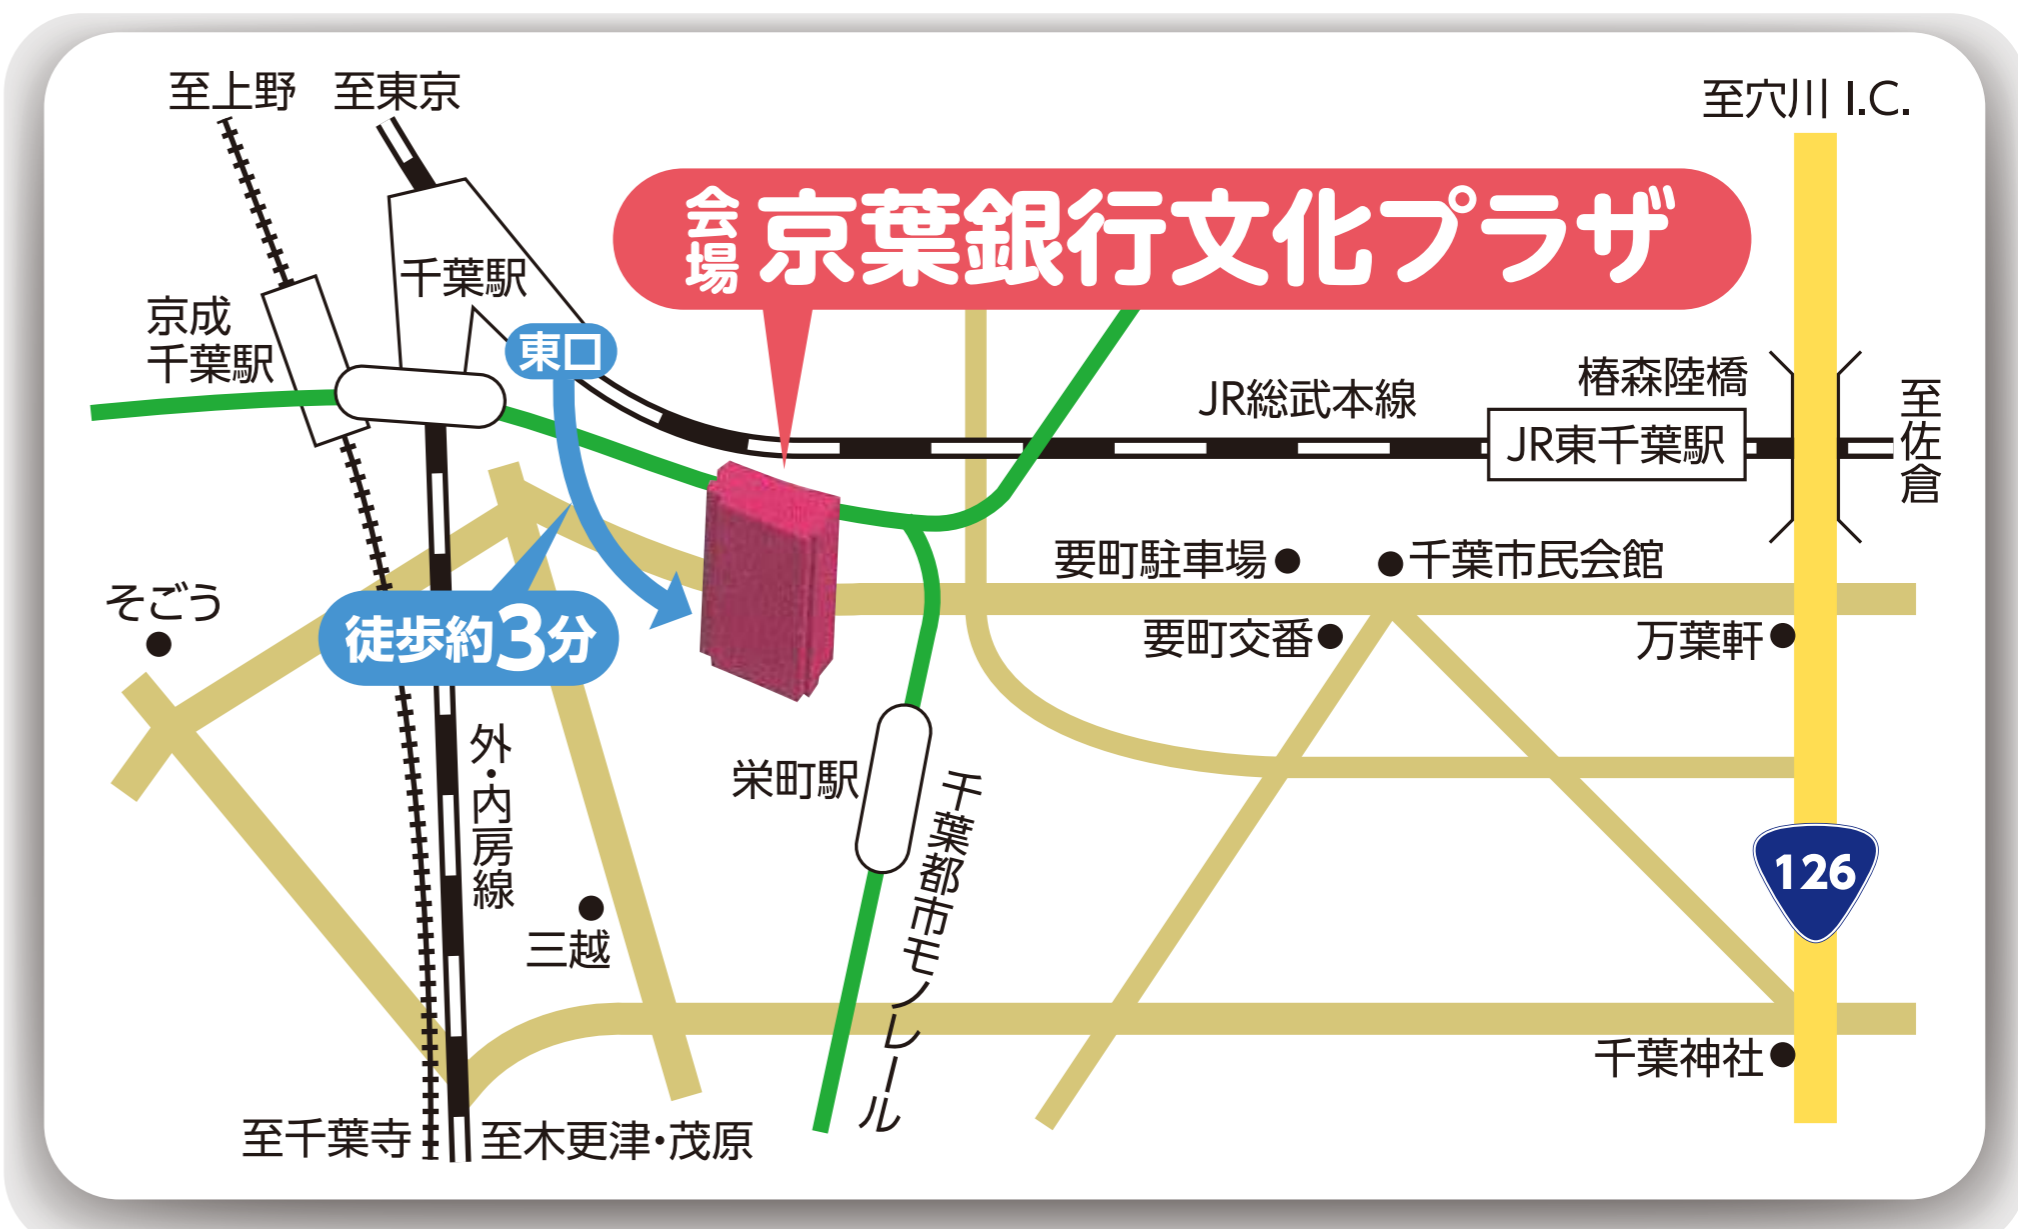 至上野
至東京
至穴川 I.C.
会場
京葉銀行文化プラザ
千葉駅
京成
千葉駅
東口
JR総武本線
椿森陸橋
JR東千葉駅
至佐倉
要町駐車場
千葉市民会館
そごう
徒歩約3分
要町交番
万葉軒
外・内房線
栄町駅
千葉都市モノレール
126
三越
千葉神社
至千葉寺
至木更津・茂原